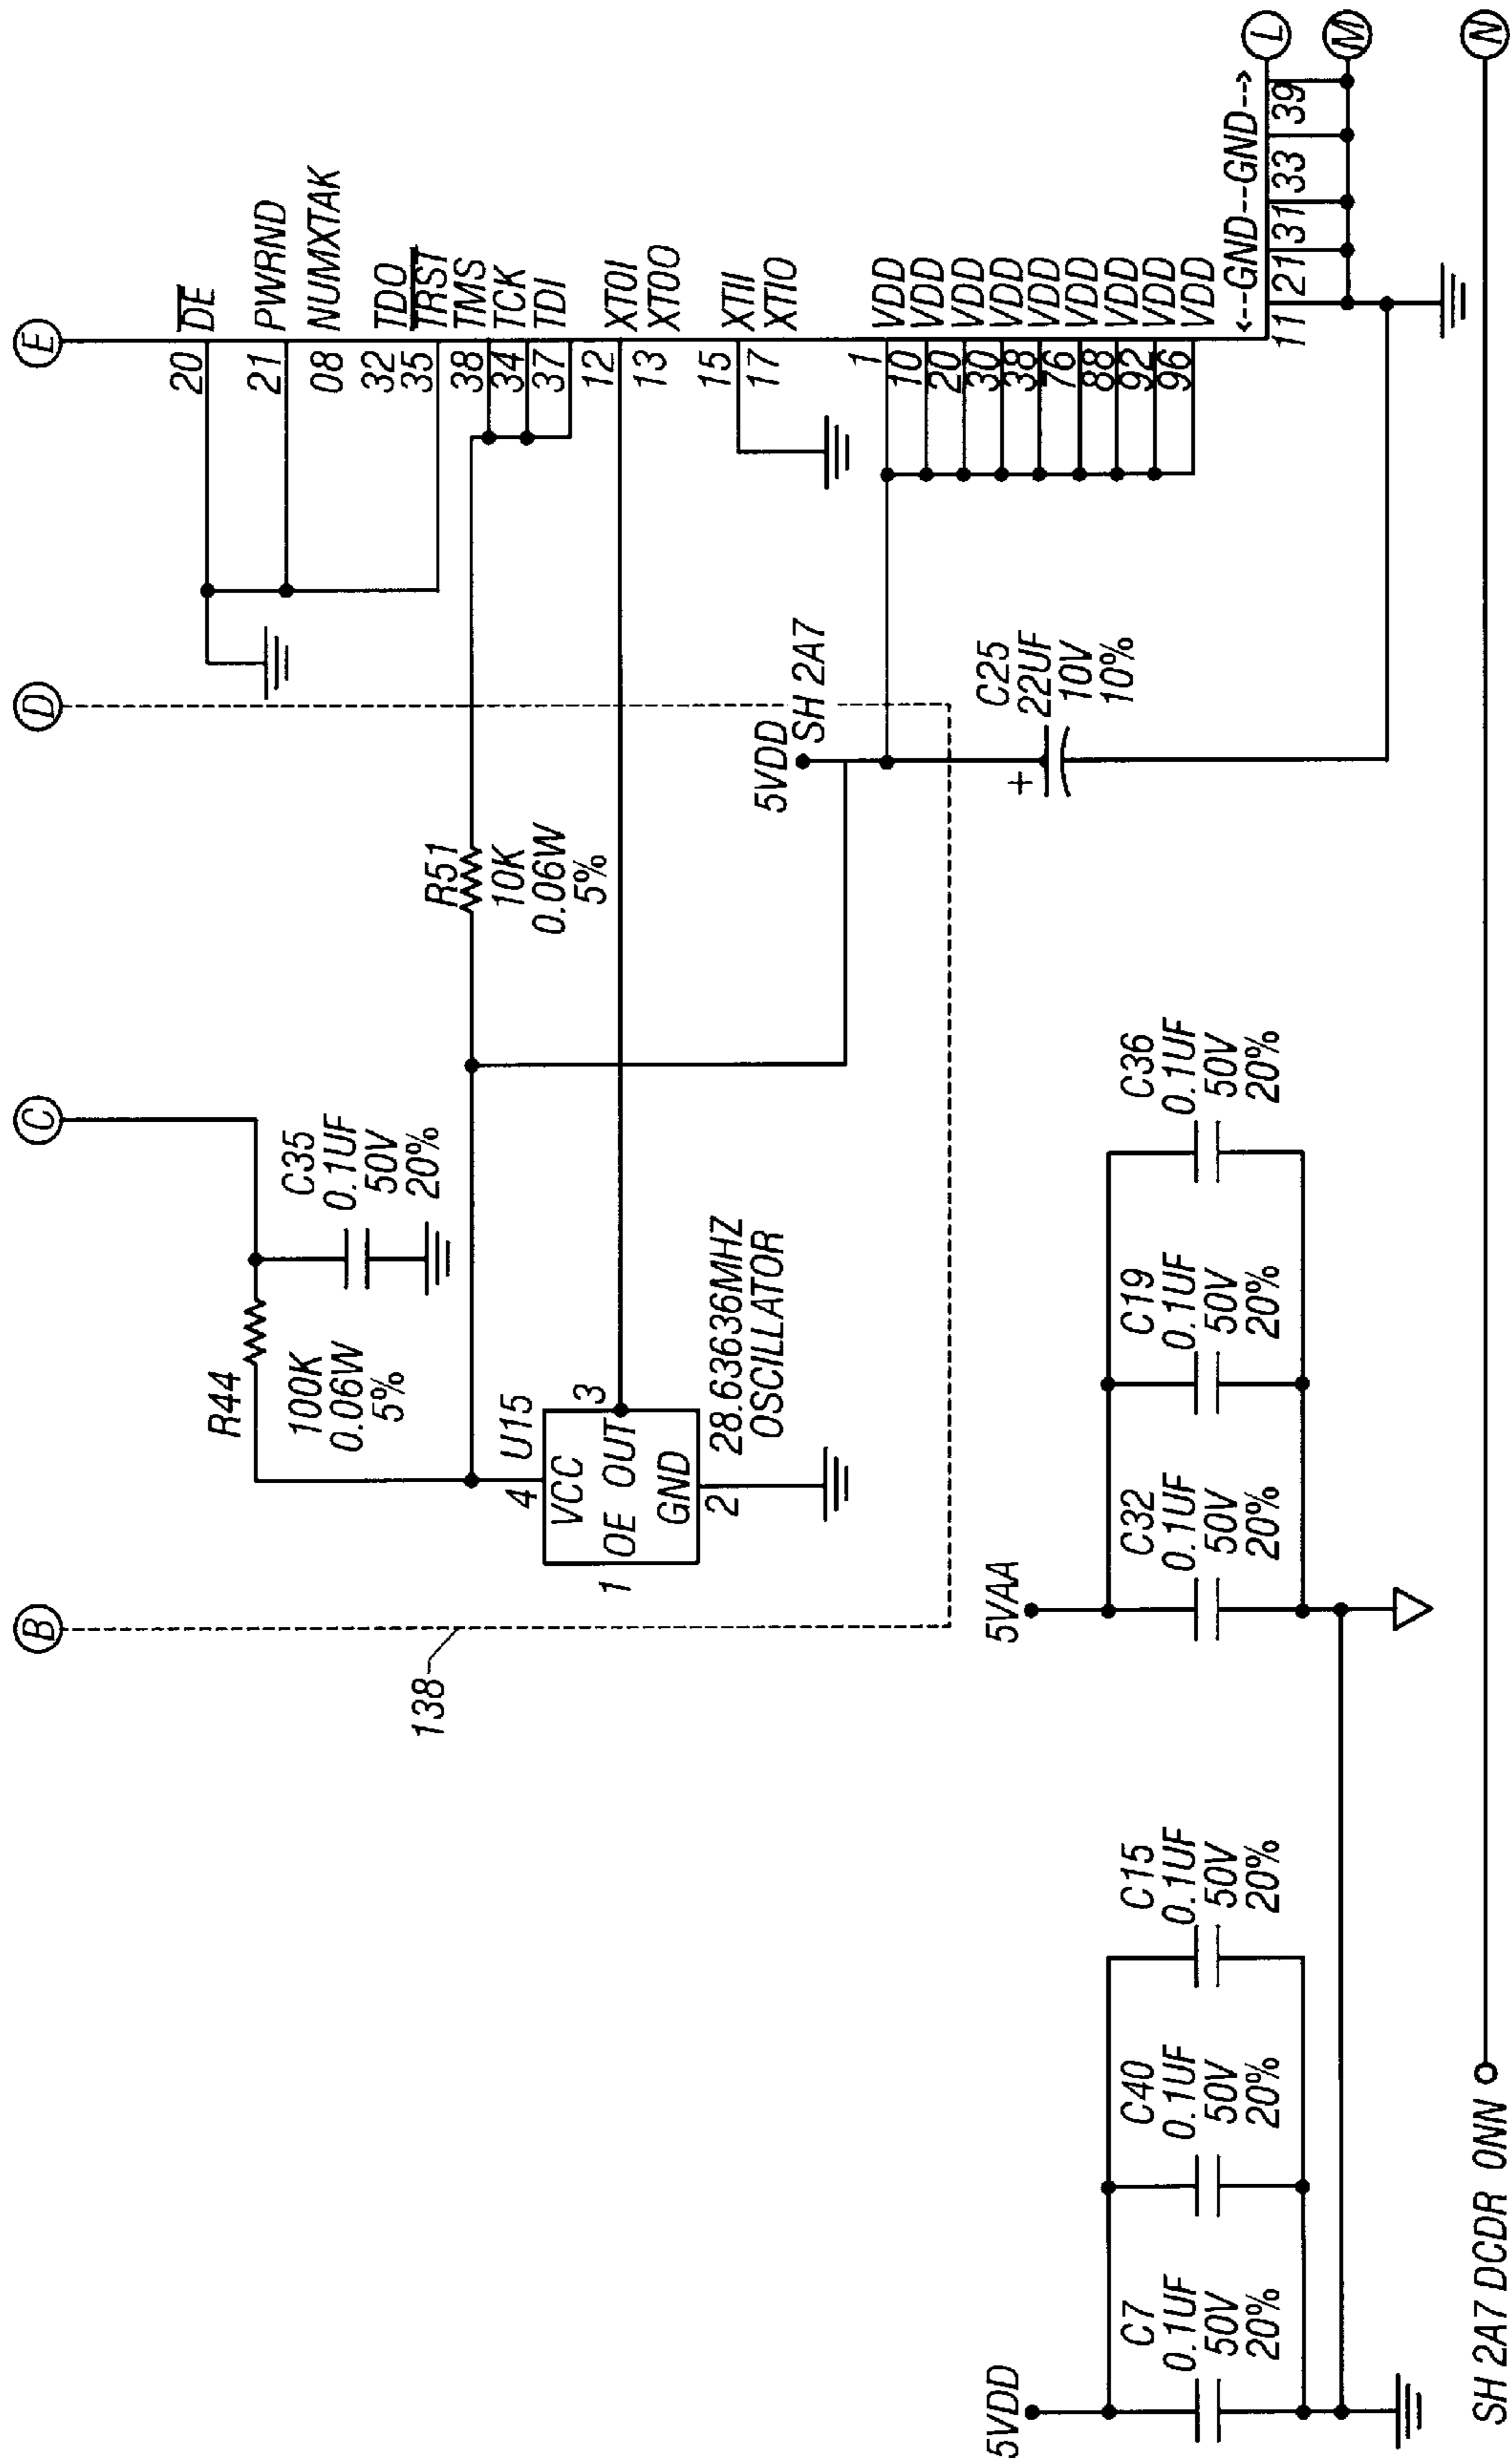 B
C
D
E
138
R44
100K
0.06W
5%
C35
0.1UF
50V
20%
U15
4
VCC
1
OE OUT
3
GND
2
28.63636MHZ
OSCILLATOR
R51
10K
0.06W
5%
5VDD
SH 2A7
C25
22UF
10V
10%
+
20
DE
21
PWRND
08
NUMXTAK
32
TDO
35
TRST
38
TMS
34
TCK
37
TDI
12
XT0I
13
XT0O
15
XTII
17
XTIO
1
VDD
10
VDD
20
VDD
30
VDD
38
VDD
76
VDD
88
VDD
92
VDD
96
VDD
<--GND--GND-->
11
21
31
33
39
L
M
N
5VDD
C7
0.1UF
50V
20%
C40
0.1UF
50V
20%
C15
0.1UF
50V
20%
5VAA
C32
0.1UF
50V
20%
C19
0.1UF
50V
20%
C36
0.1UF
50V
20%
SH 2A7 DCDR 0NN